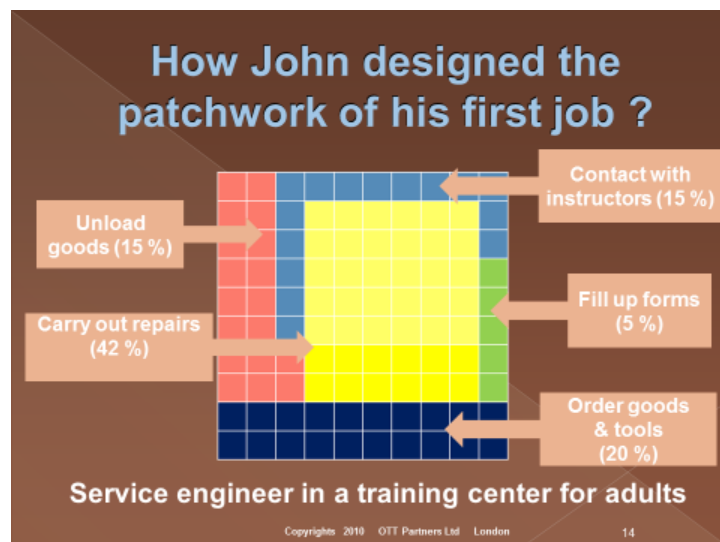 How John designed the
patchwork of his first job ?
Contact with
instructors (15 %)
Unload
goods (15 %)
Fill up forms
(5 %)
Carry out repairs
(42 %)
Order goods
& tools
(20 %)
Service engineer in a training center for adults
Copyrights 2010 OTT Partners Ltd London
14